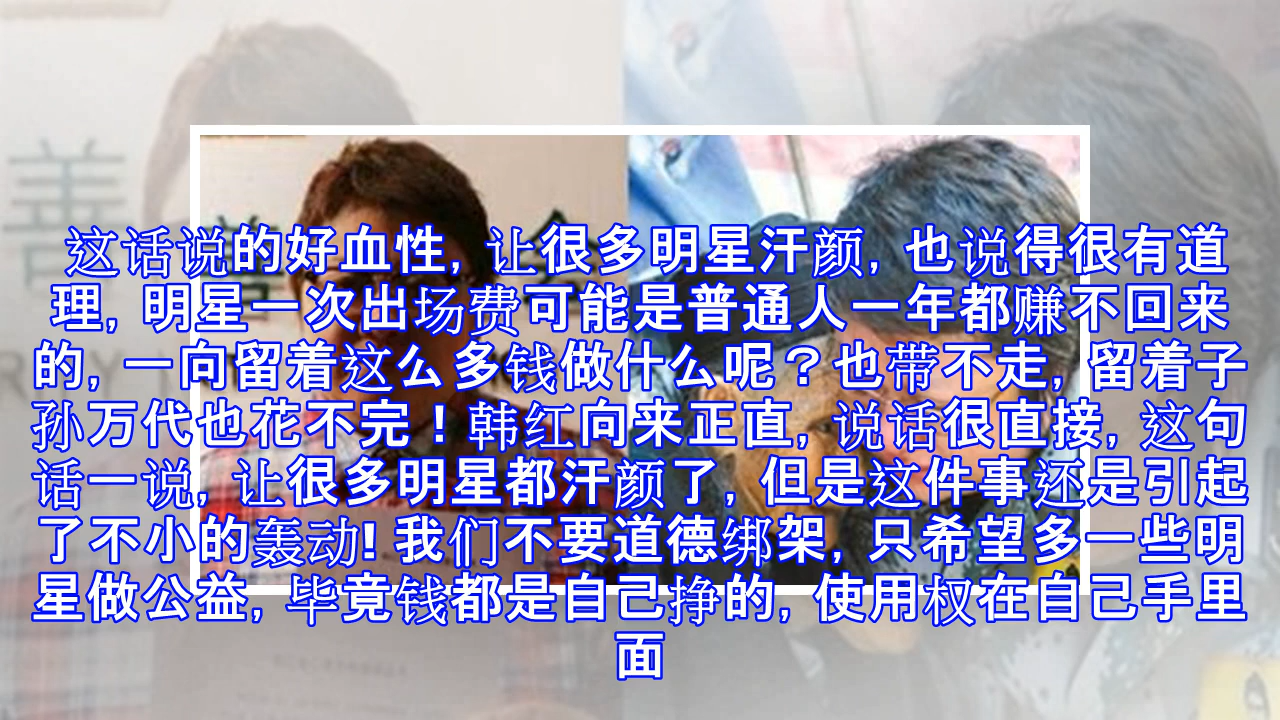 善
这话说的好血性, 让很多明星汗颜, 也说得很有道
理, 明星一次出场费可能是普通人一年都赚不回来
的, 一向留着这么多钱做什么呢？也带不走, 留着子
孙万代也花不完！韩红向来正直, 说话很直接, 这句
话一说, 让很多明星都汗颜了, 但是这件事还是引起
了不小的轰动! 我们不要道德绑架, 只希望多一些明
星做公益, 毕竟钱都是自己挣的, 使用权在自己手里
面